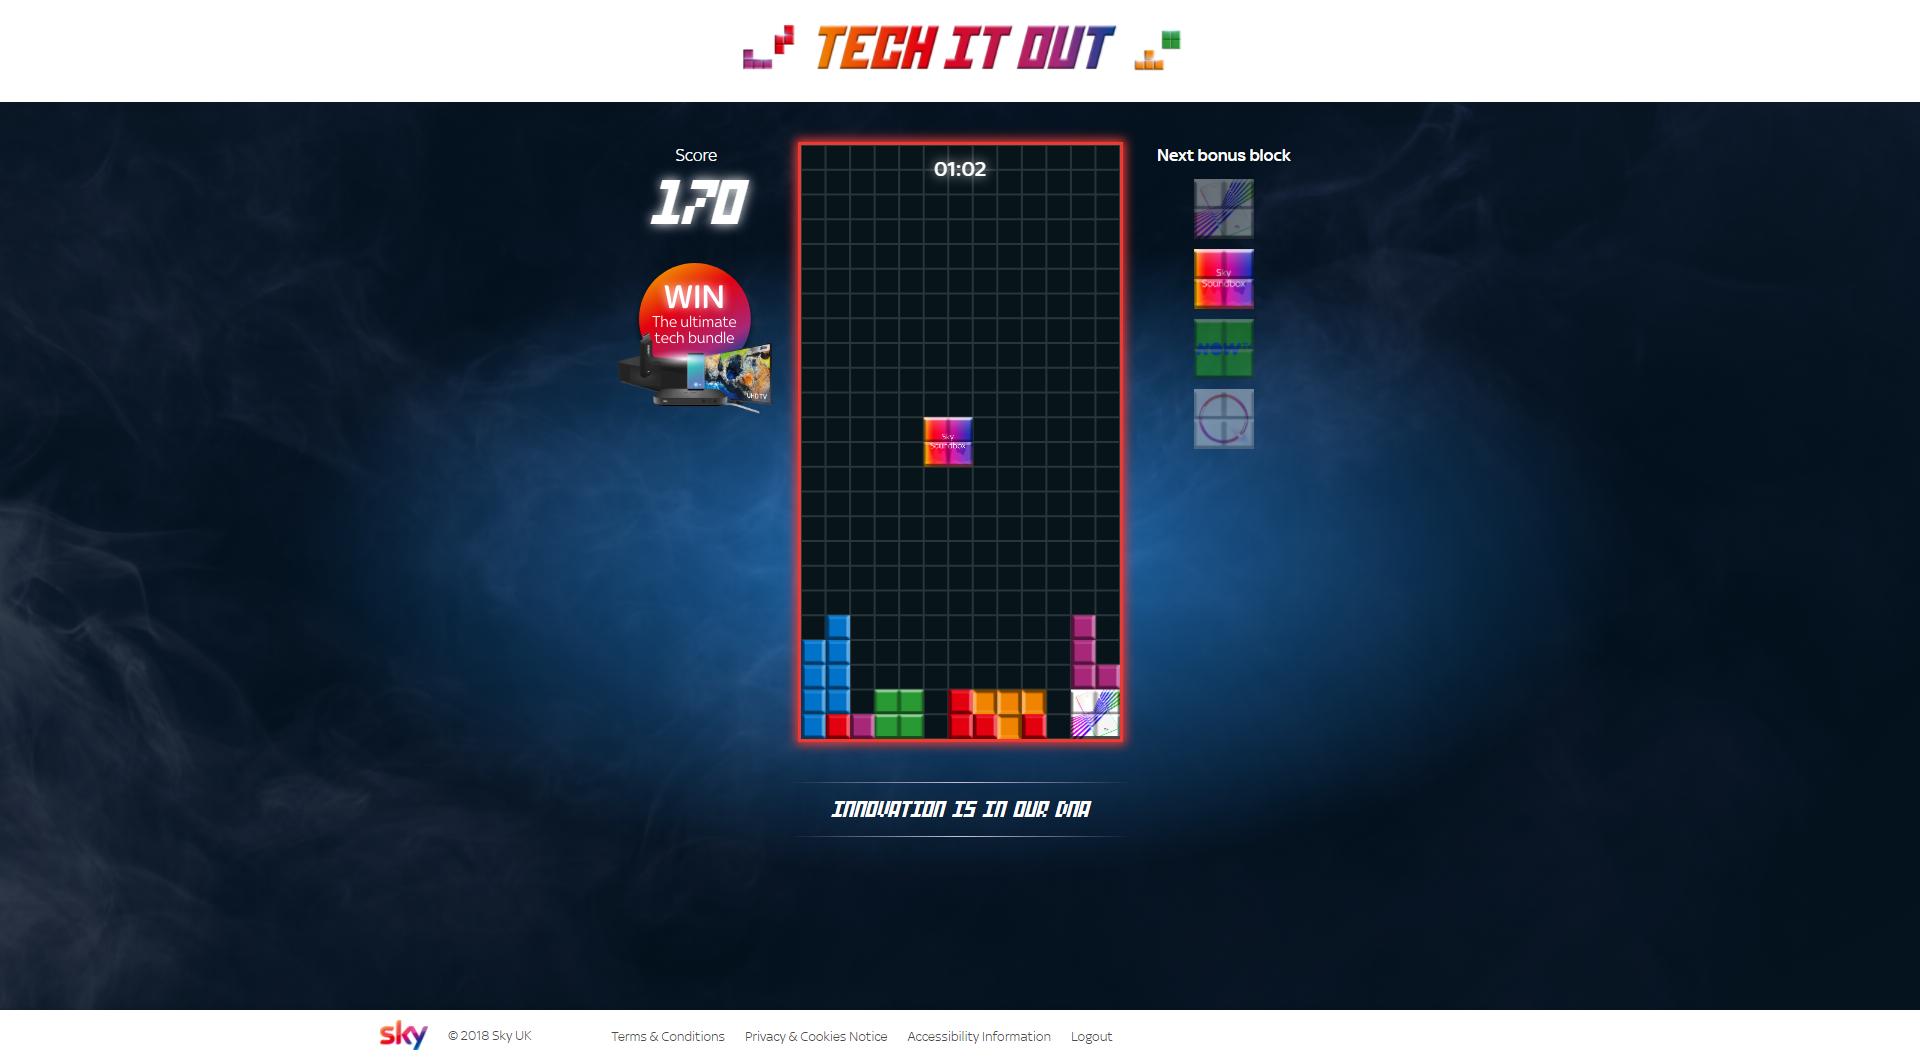 TECH IT OUT
Score
170
01:02
Next bonus block
Sky
Soundbox
NOW
WIN
The ultimate
tech bundle
UHD TV
Sky
Soundbox
INNOVATION IS IN OUR DNA
sky
© 2018 Sky UK
Terms & Conditions
Privacy & Cookies Notice
Accessibility Information
Logout